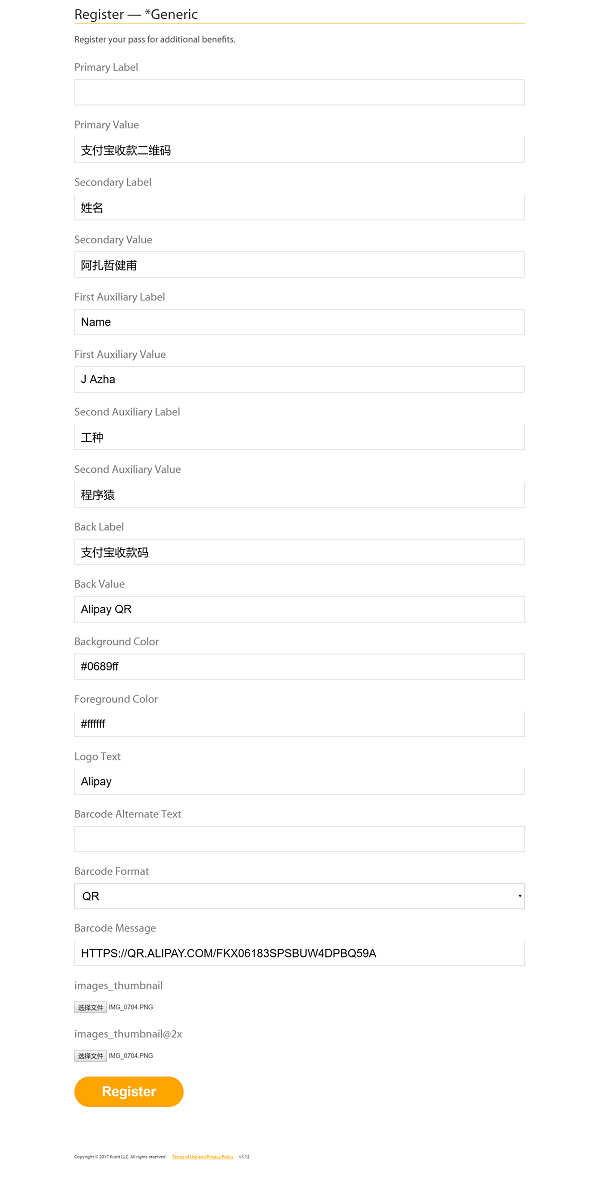 Register — *Generic
Register your pass for additional benefits.
Primary Label
Primary Value
支付宝收款二维码
Secondary Label
姓名
Secondary Value
阿扎哲健甫
First Auxiliary Label
Name
First Auxiliary Value
J Azha
Second Auxiliary Label
工种
Second Auxiliary Value
程序猿
Back Label
支付宝收款码
Back Value
Alipay QR
Background Color
#0689ff
Foreground Color
#ffffff
Logo Text
Alipay
Barcode Alternate Text
Barcode Format
QR
Barcode Message
HTTPS://QR.ALIPAY.COM/FKX06183SPSBUW4DPBQ59A
images_thumbnail
选择文件 IMG_0704.PNG
images_thumbnail@2x
选择文件 IMG_0704.PNG
Register
Copyright © 2017 Kudit LLC. All rights reserved. Terms of Use and Privacy Policy v3.12